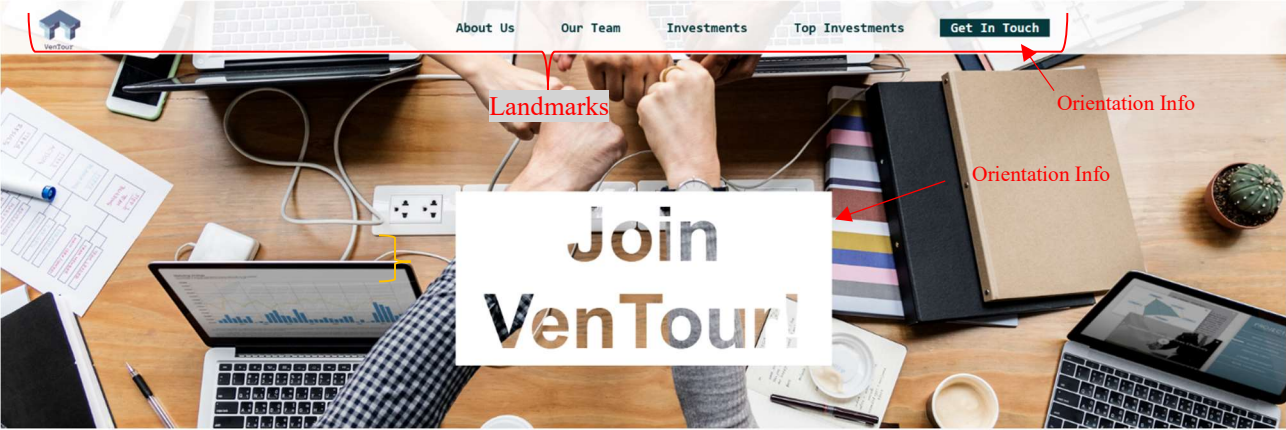 VenTour
About Us Our Team Investments Top Investments Get In Touch
Landmarks
Orientation Info
Orientation Info
Join
VenTour!